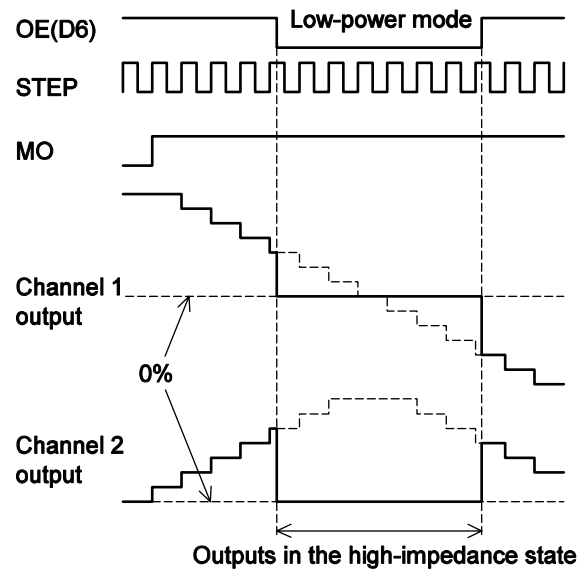 OE(D6)
Low-power mode
STEP
MO
Channel 1
output
0%
Channel 2
output
Outputs in the high-impedance state